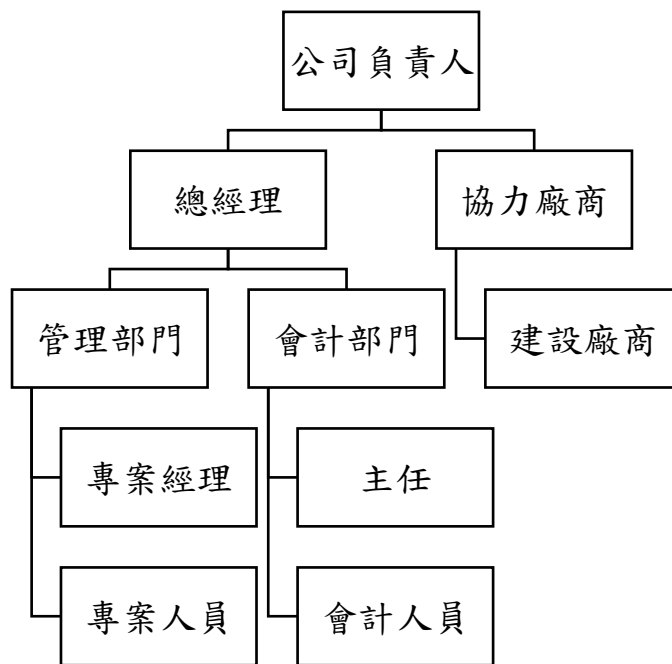 公司負責人
總經理
協力廠商
管理部門
會計部門
建設廠商
專案經理
主任
專案人員
會計人員